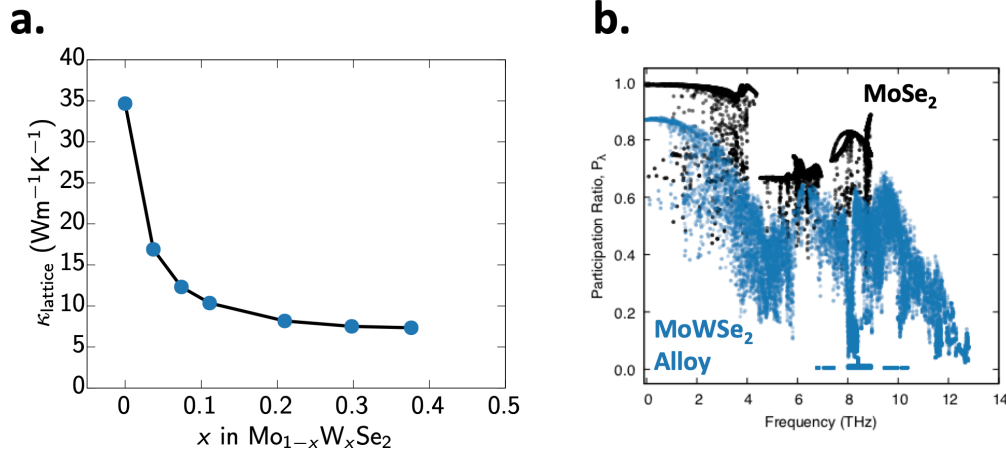 a.
40
35
30
25
20
15
10
5
0
κlattice (Wm⁻¹K⁻¹)
0 0.1 0.2 0.3 0.4 0.5
x in Mo₁₋ₓWₓSe₂
b.
1.0
0.8
0.6
0.4
0.2
0.0
Participation Ratio, Pλ
MoSe₂
MoWSe₂
Alloy
0 2 4 6 8 10 12 14
Frequency (THz)